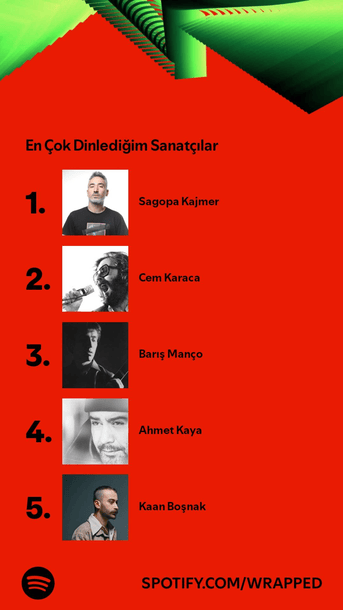 En Çok Dinlediğim Sanatçılar
1.
Sagopa Kajmer
2.
Cem Karaca
3.
Barış Manço
4.
Ahmet Kaya
5.
Kaan Boşnak
SPOTIFY.COM/WRAPPED